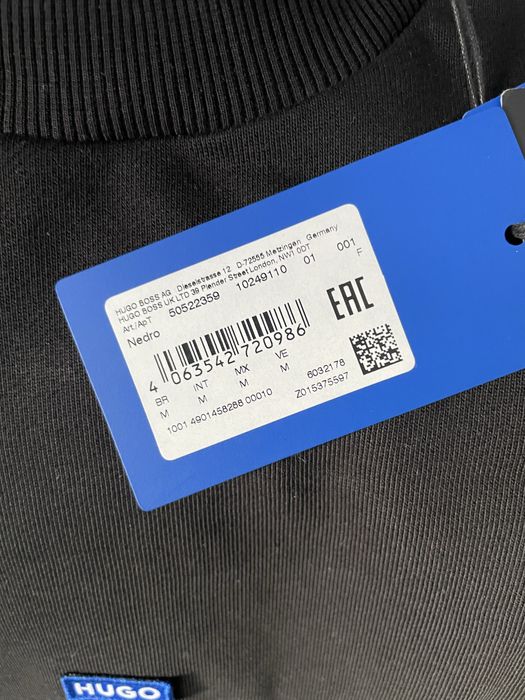 HUGO BOSS AG Dieselstrasse 12 D-72555 Metzingen Germany
HUGO BOSS UK LTD 39 Plender Street London, NW1 0DT
Art./АрТ 50522359 10249110 01 001
Nedro F
EAC
4 063542 720986
BR INT MX VE
M M M M 6032178
1001 4901458288 00010 Z015375597
HUGO